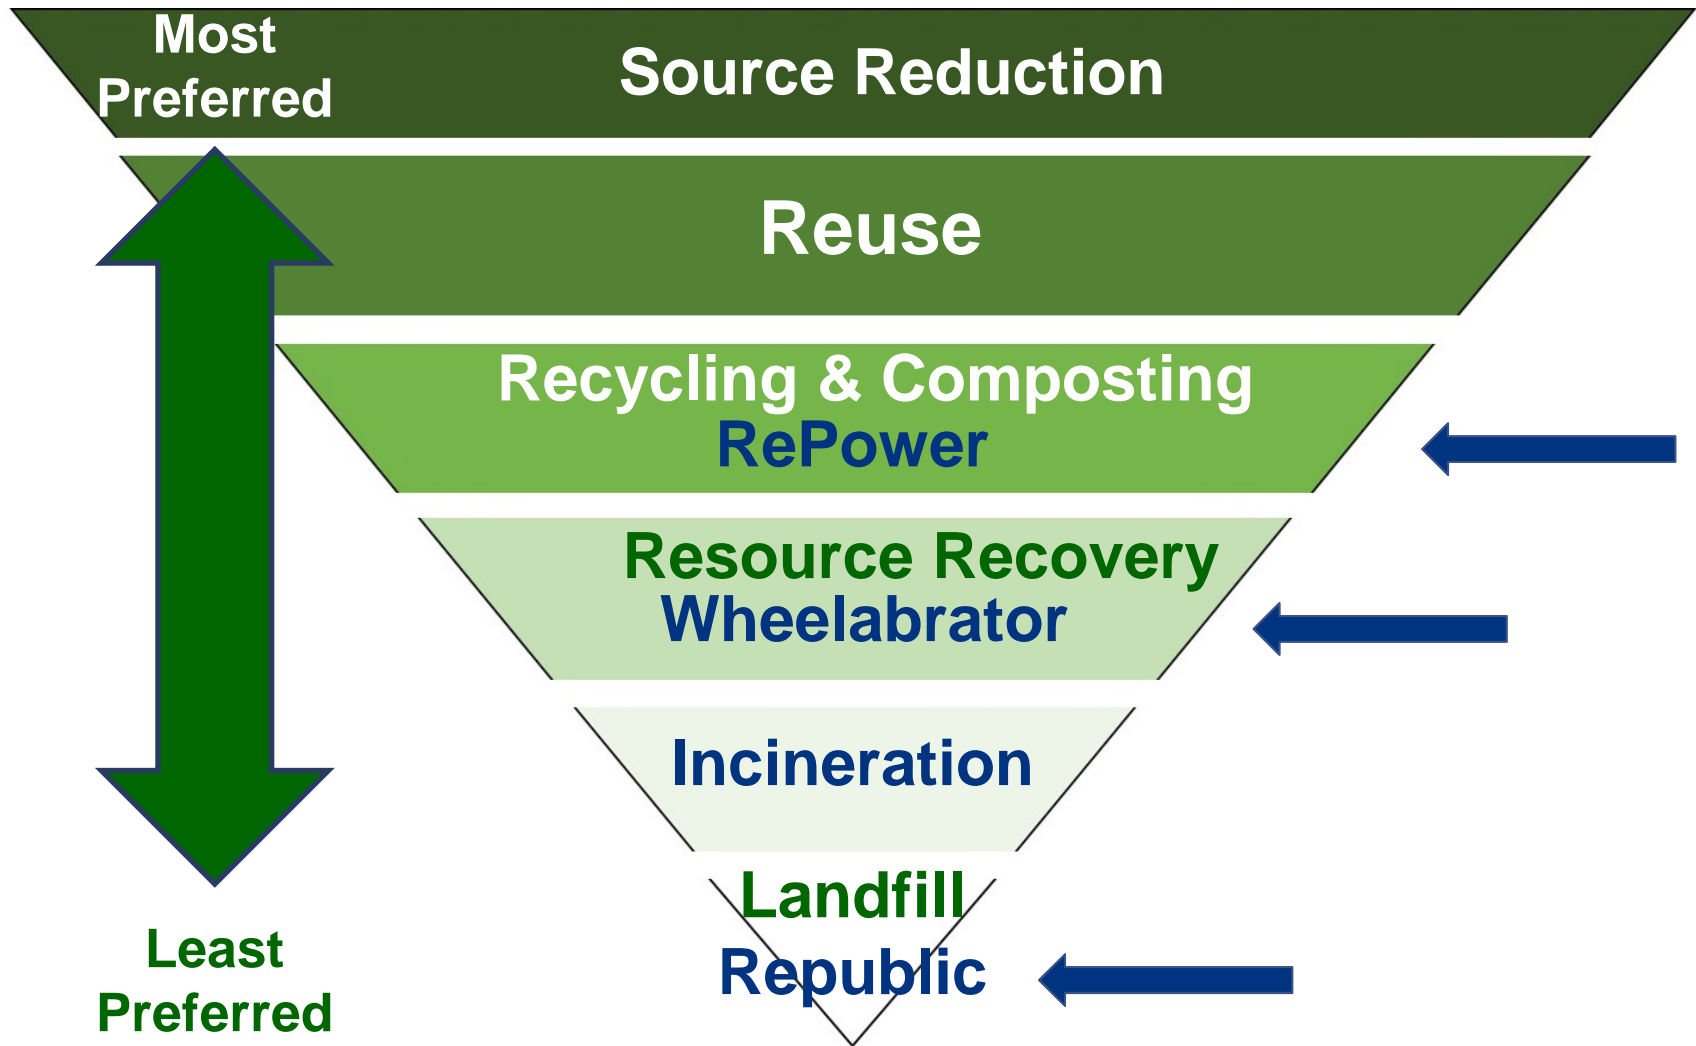 Most
Preferred
Source Reduction
Reuse
Recycling & Composting
RePower
Resource Recovery
Wheelabrator
Incineration
Landfill
Republic
Least
Preferred